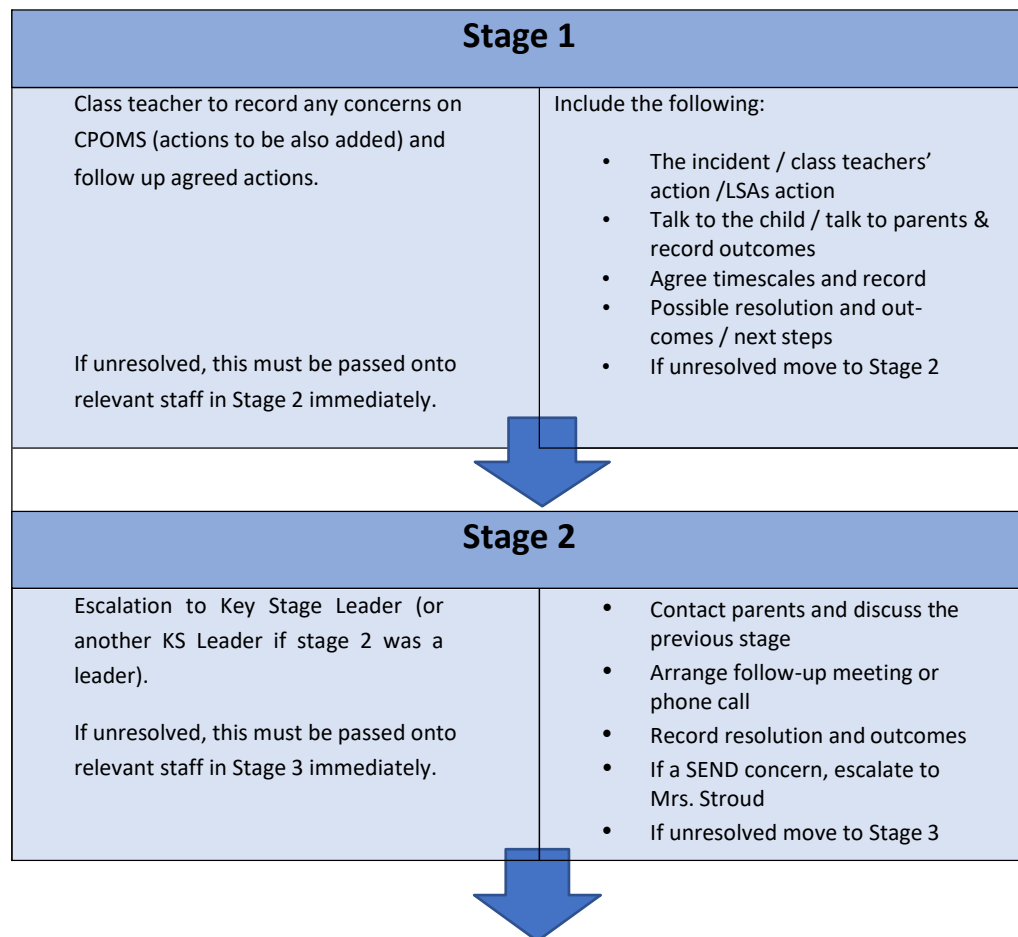 Stage 1
Class teacher to record any concerns on
CPOMS (actions to be also added) and
follow up agreed actions.
If unresolved, this must be passed onto
relevant staff in Stage 2 immediately.
Include the following:
• The incident / class teachers’
action /LSAs action
• Talk to the child / talk to parents &
record outcomes
• Agree timescales and record
• Possible resolution and out-
comes / next steps
• If unresolved move to Stage 2
Stage 2
Escalation to Key Stage Leader (or
another KS Leader if stage 2 was a
leader).
If unresolved, this must be passed onto
relevant staff in Stage 3 immediately.
• Contact parents and discuss the
previous stage
• Arrange follow-up meeting or
phone call
• Record resolution and outcomes
• If a SEND concern, escalate to
Mrs. Stroud
• If unresolved move to Stage 3